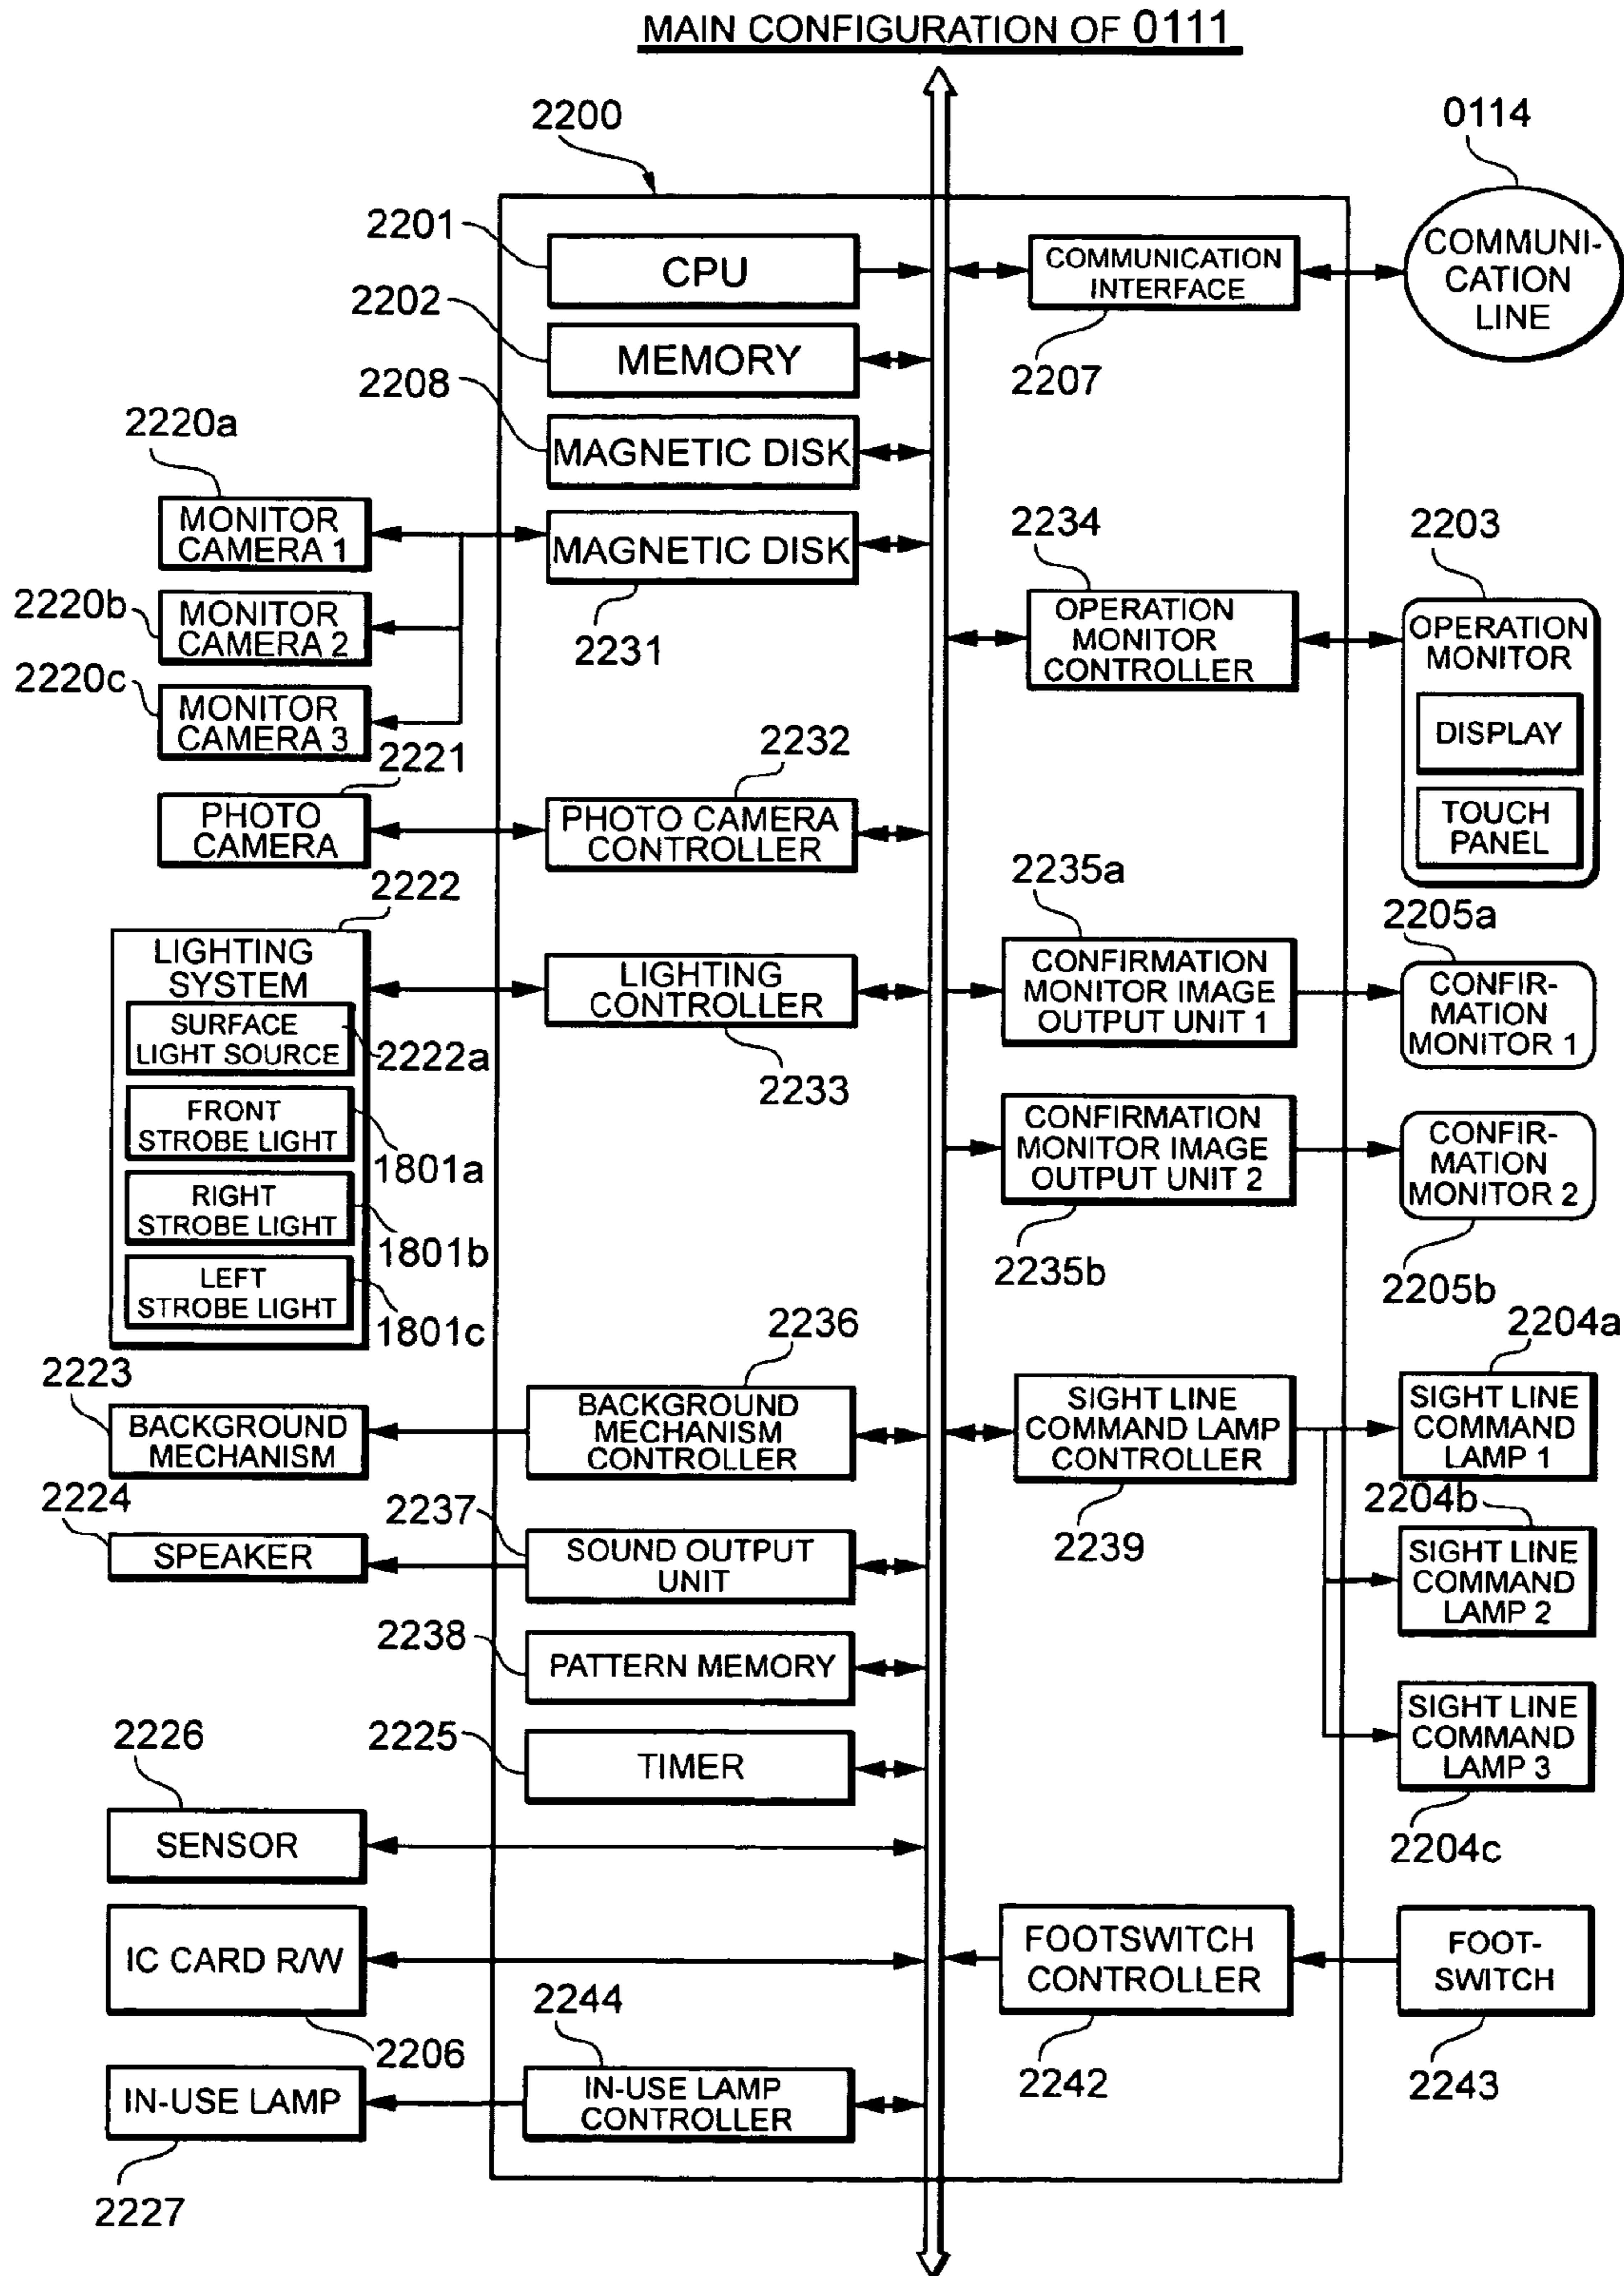 MAIN CONFIGURATION OF 0111
2200
0114
2201
CPU
COMMUNICATION
INTERFACE
COMMUNI-
CATION
LINE
2202
MEMORY
2207
2208
MAGNETIC DISK
2220a
MONITOR
CAMERA 1
MAGNETIC DISK
2231
2220b
MONITOR
CAMERA 2
2220c
MONITOR
CAMERA 3
2234
OPERATION
MONITOR
CONTROLLER
2203
OPERATION
MONITOR
DISPLAY
TOUCH
PANEL
2221
PHOTO
CAMERA
2232
PHOTO CAMERA
CONTROLLER
2222
LIGHTING
SYSTEM
SURFACE
LIGHT SOURCE
2222a
FRONT
STROBE LIGHT
1801a
RIGHT
STROBE LIGHT
1801b
LEFT
STROBE LIGHT
1801c
LIGHTING
CONTROLLER
2233
2235a
CONFIRMATION
MONITOR IMAGE
OUTPUT UNIT 1
2205a
CONFIR-
MATION
MONITOR 1
CONFIRMATION
MONITOR IMAGE
OUTPUT UNIT 2
2235b
CONFIR-
MATION
MONITOR 2
2205b
2223
BACKGROUND
MECHANISM
2236
BACKGROUND
MECHANISM
CONTROLLER
SIGHT LINE
COMMAND LAMP
CONTROLLER
2239
2204a
SIGHT LINE
COMMAND
LAMP 1
2204b
SIGHT LINE
COMMAND
LAMP 2
SIGHT LINE
COMMAND
LAMP 3
2204c
2224
SPEAKER
2237
SOUND OUTPUT
UNIT
2238
PATTERN MEMORY
2225
TIMER
2226
SENSOR
IC CARD R/W
2206
FOOTSWITCH
CONTROLLER
2242
FOOT-
SWITCH
2243
2244
IN-USE LAMP
CONTROLLER
IN-USE LAMP
2227